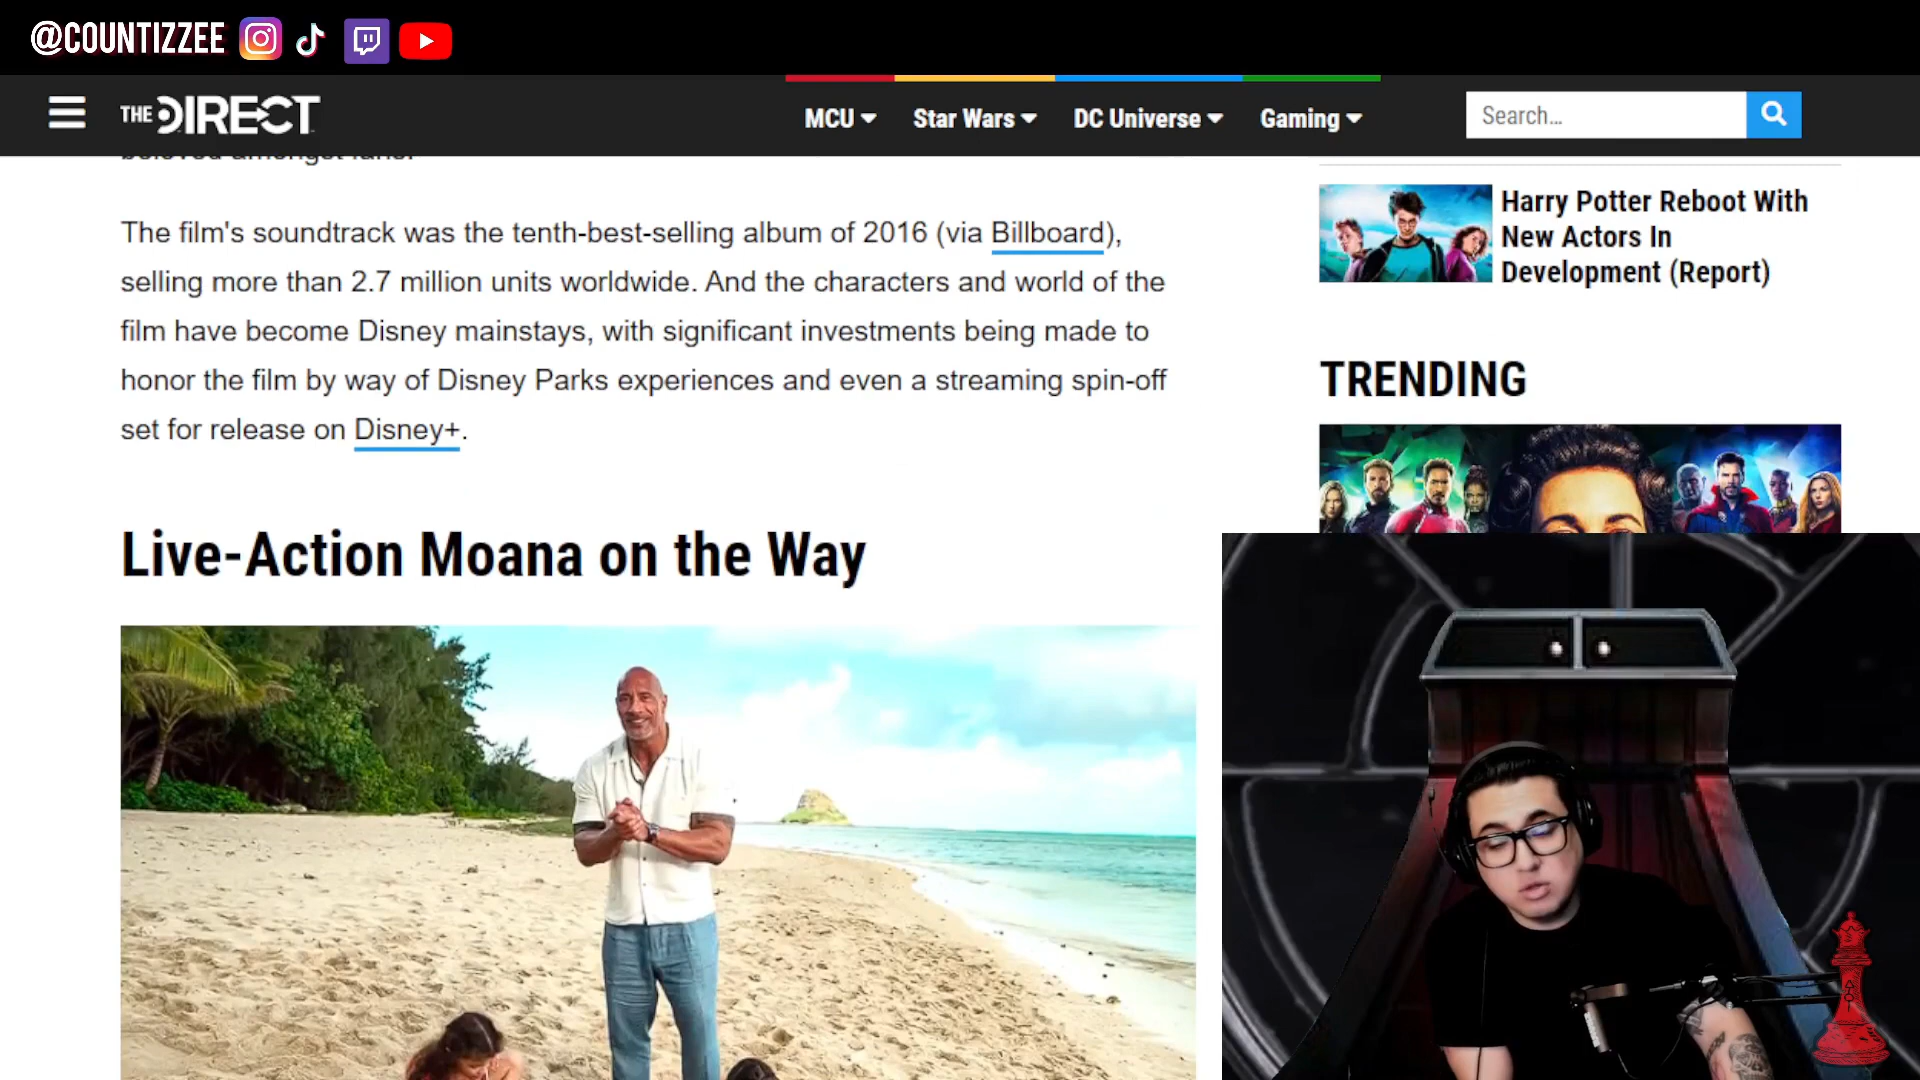 @COUNTIZZEE
THE DIRECT
MCU
Star Wars
DC Universe
Gaming
Search...
beloved amongst fans.
The film's soundtrack was the tenth-best-selling album of 2016 (via Billboard),
selling more than 2.7 million units worldwide. And the characters and world of the
film have become Disney mainstays, with significant investments being made to
honor the film by way of Disney Parks experiences and even a streaming spin-off
set for release on Disney+.
Live-Action Moana on the Way
Harry Potter Reboot With
New Actors In
Development (Report)
TRENDING